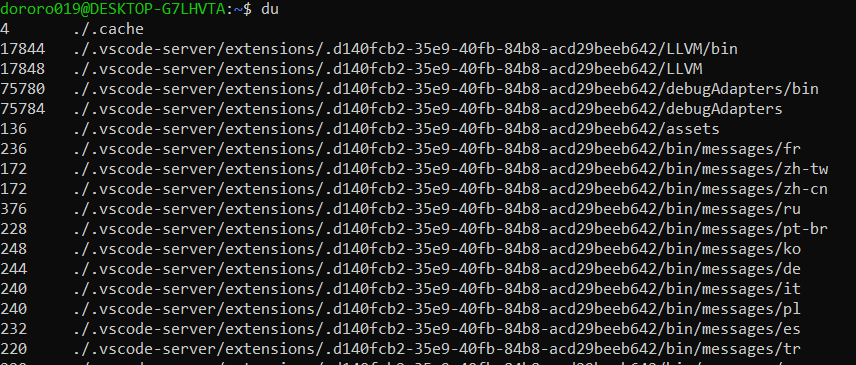 dororo019@DESKTOP-G7LHVTA:~$ du
4 ./.cache
17844 ./.vscode-server/extensions/.d140fcb2-35e9-40fb-84b8-acd29beeb642/LLVM/bin
17848 ./.vscode-server/extensions/.d140fcb2-35e9-40fb-84b8-acd29beeb642/LLVM
75780 ./.vscode-server/extensions/.d140fcb2-35e9-40fb-84b8-acd29beeb642/debugAdapters/bin
75784 ./.vscode-server/extensions/.d140fcb2-35e9-40fb-84b8-acd29beeb642/debugAdapters
136 ./.vscode-server/extensions/.d140fcb2-35e9-40fb-84b8-acd29beeb642/assets
236 ./.vscode-server/extensions/.d140fcb2-35e9-40fb-84b8-acd29beeb642/bin/messages/fr
172 ./.vscode-server/extensions/.d140fcb2-35e9-40fb-84b8-acd29beeb642/bin/messages/zh-tw
172 ./.vscode-server/extensions/.d140fcb2-35e9-40fb-84b8-acd29beeb642/bin/messages/zh-cn
376 ./.vscode-server/extensions/.d140fcb2-35e9-40fb-84b8-acd29beeb642/bin/messages/ru
228 ./.vscode-server/extensions/.d140fcb2-35e9-40fb-84b8-acd29beeb642/bin/messages/pt-br
248 ./.vscode-server/extensions/.d140fcb2-35e9-40fb-84b8-acd29beeb642/bin/messages/ko
244 ./.vscode-server/extensions/.d140fcb2-35e9-40fb-84b8-acd29beeb642/bin/messages/de
240 ./.vscode-server/extensions/.d140fcb2-35e9-40fb-84b8-acd29beeb642/bin/messages/it
240 ./.vscode-server/extensions/.d140fcb2-35e9-40fb-84b8-acd29beeb642/bin/messages/pl
232 ./.vscode-server/extensions/.d140fcb2-35e9-40fb-84b8-acd29beeb642/bin/messages/es
220 ./.vscode-server/extensions/.d140fcb2-35e9-40fb-84b8-acd29beeb642/bin/messages/tr